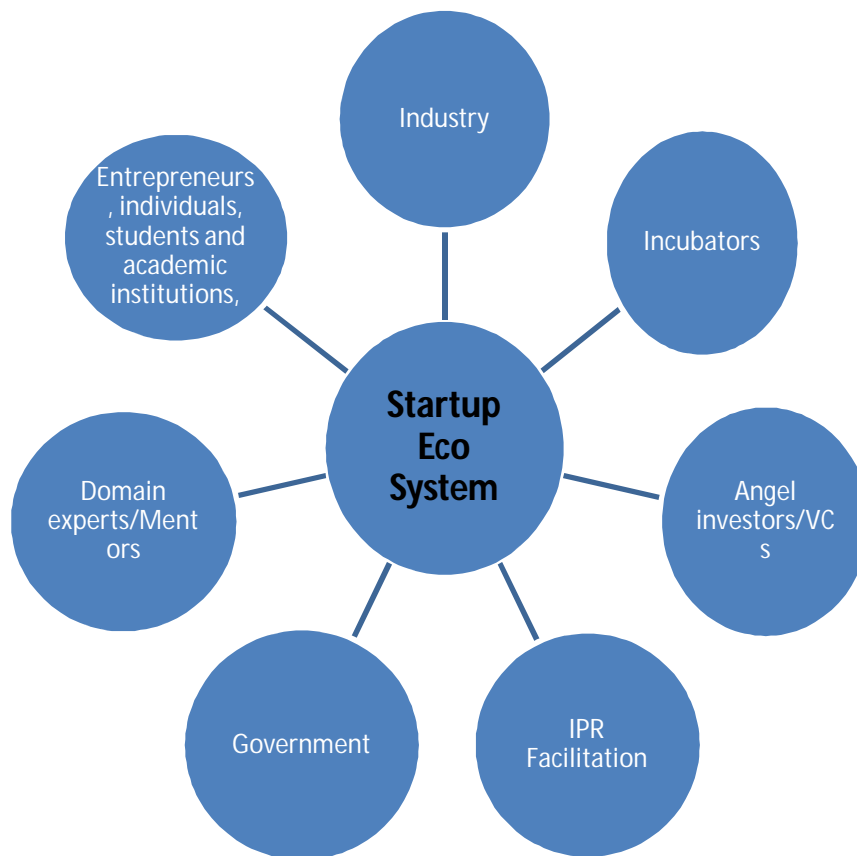 Industry
Incubators
Angel
investors/VC
s
IPR
Facilitation
Government
Domain
experts/Ment
ors
Entrepreneurs
, individuals,
students and
academic
institutions,
Startup
Eco
System